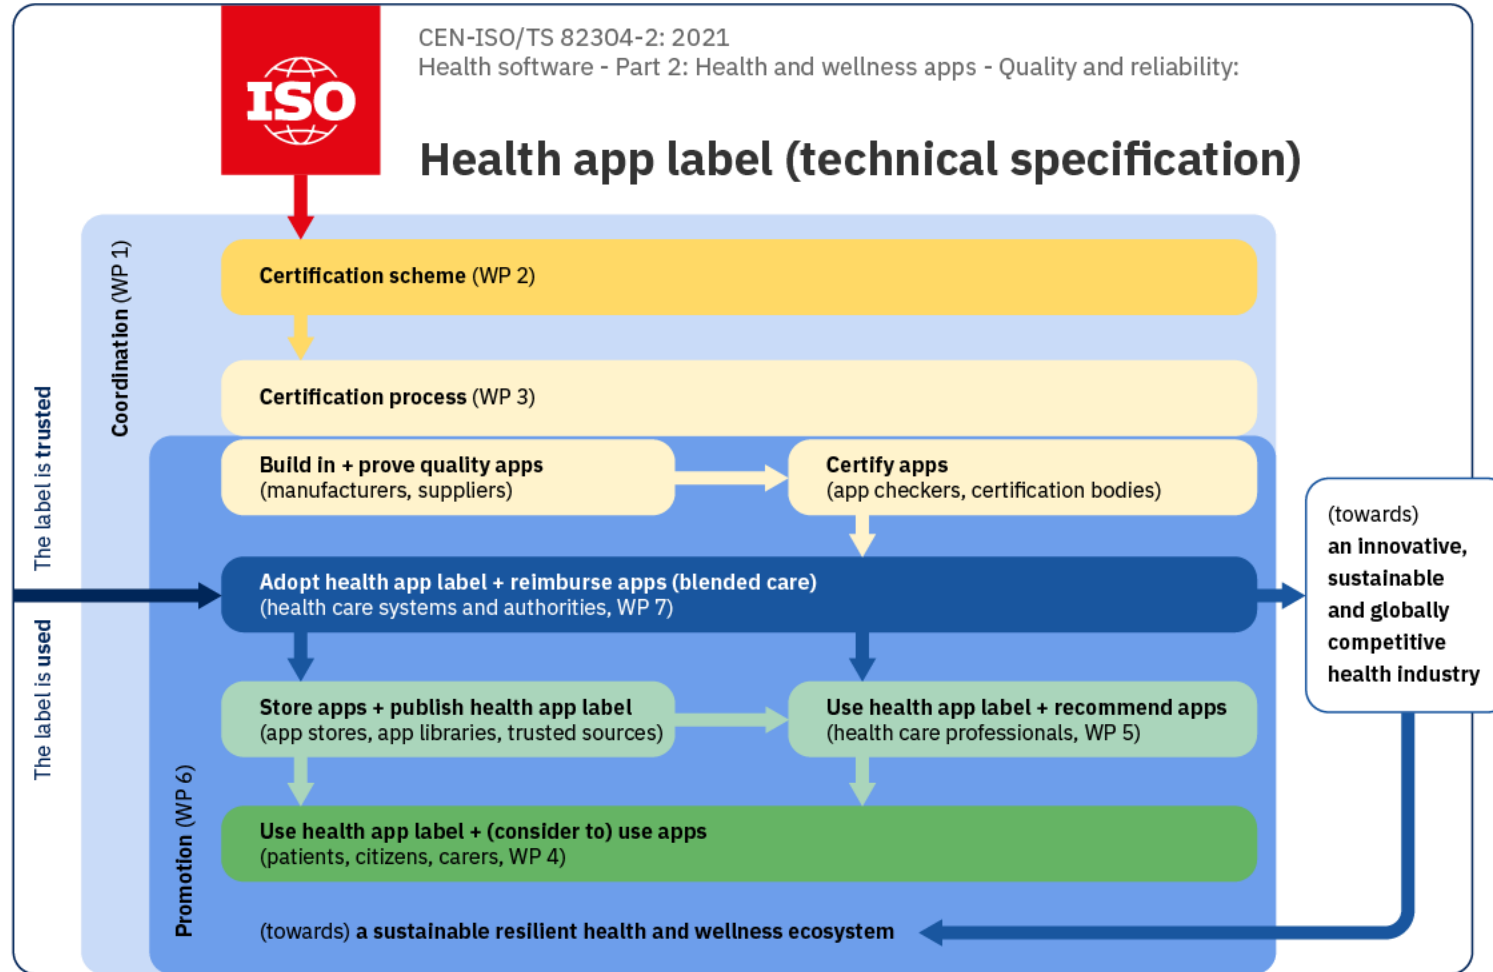 ISO
CEN-ISO/TS 82304-2: 2021
Health software - Part 2: Health and wellness apps - Quality and reliability:
Health app label (technical specification)
Coordination (WP 1)
Certification scheme (WP 2)
Certification process (WP 3)
The label is trusted
The label is used
Build in + prove quality apps
(manufacturers, suppliers)
Certify apps
(app checkers, certification bodies)
Adopt health app label + reimburse apps (blended care)
(health care systems and authorities, WP 7)
(towards)
an innovative,
sustainable
and globally
competitive
health industry
Store apps + publish health app label
(app stores, app libraries, trusted sources)
Use health app label + recommend apps
(health care professionals, WP 5)
Promotion (WP 6)
Use health app label + (consider to) use apps
(patients, citizens, carers, WP 4)
(towards) a sustainable resilient health and wellness ecosystem